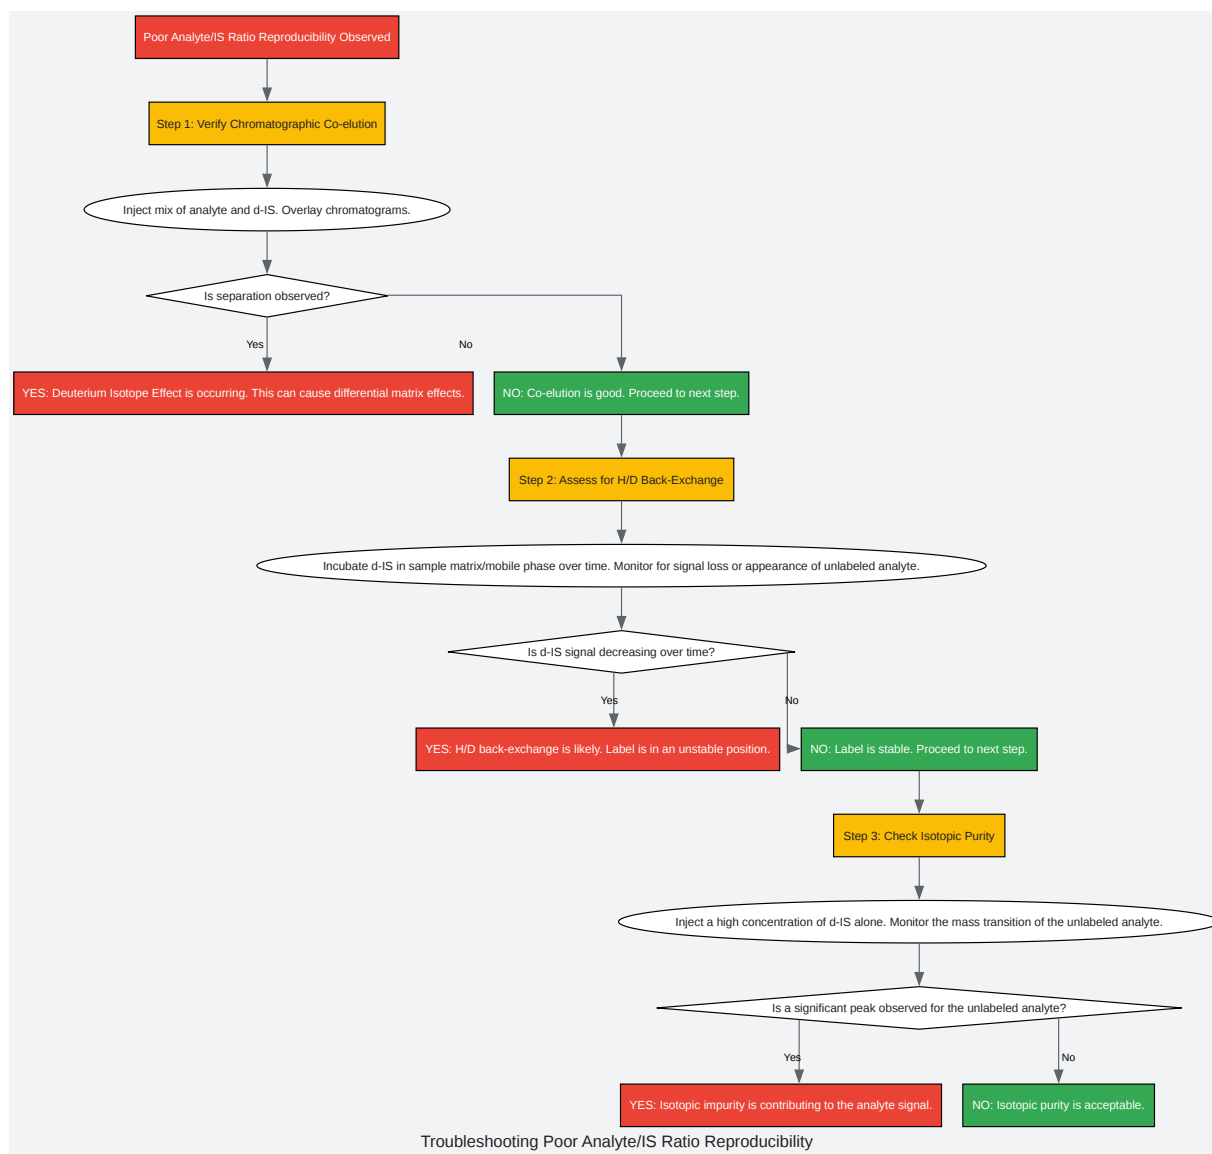 Poor Analyte/IS Ratio Reproducibility Observed
Step 1: Verify Chromatographic Co-elution
Inject mix of analyte and d-IS. Overlay chromatograms.
Is separation observed?
Yes
No
YES: Deuterium Isotope Effect is occurring. This can cause differential matrix effects.
NO: Co-elution is good. Proceed to next step.
Step 2: Assess for H/D Back-Exchange
Incubate d-IS in sample matrix/mobile phase over time. Monitor for signal loss or appearance of unlabeled analyte.
Is d-IS signal decreasing over time?
Yes
No
YES: H/D back-exchange is likely. Label is in an unstable position.
NO: Label is stable. Proceed to next step.
Step 3: Check Isotopic Purity
Inject a high concentration of d-IS alone. Monitor the mass transition of the unlabeled analyte.
Is a significant peak observed for the unlabeled analyte?
Yes
No
YES: Isotopic impurity is contributing to the analyte signal.
NO: Isotopic purity is acceptable.
Troubleshooting Poor Analyte/IS Ratio Reproducibility